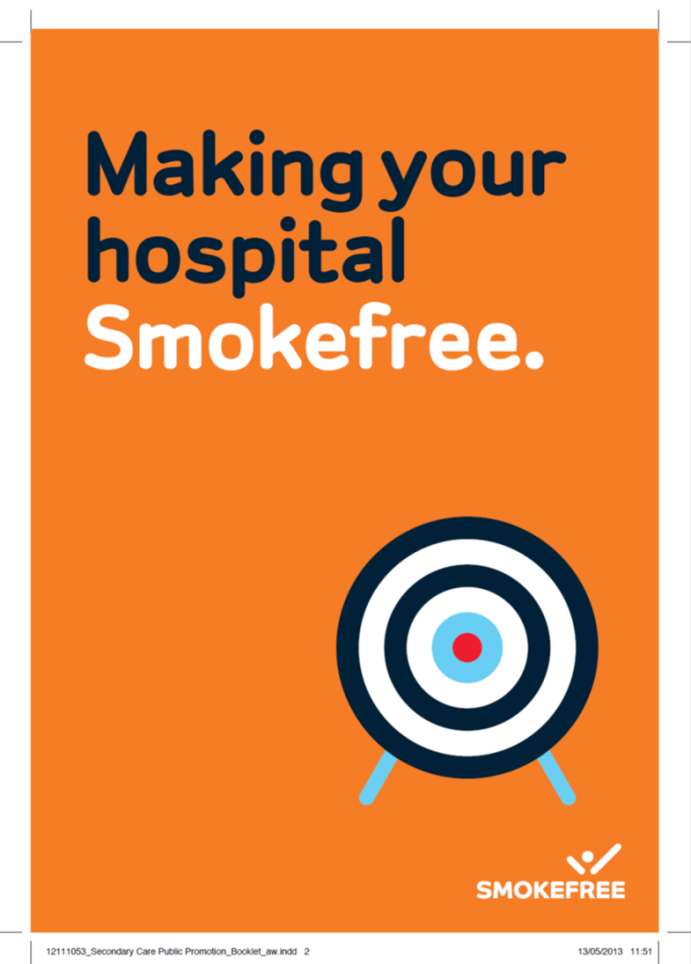 Making your
hospital
Smokefree.
SMOKEFREE
12111053_Secondary Care Public Promotion_Booklet_aw.indd 2 13/05/2013 11:51